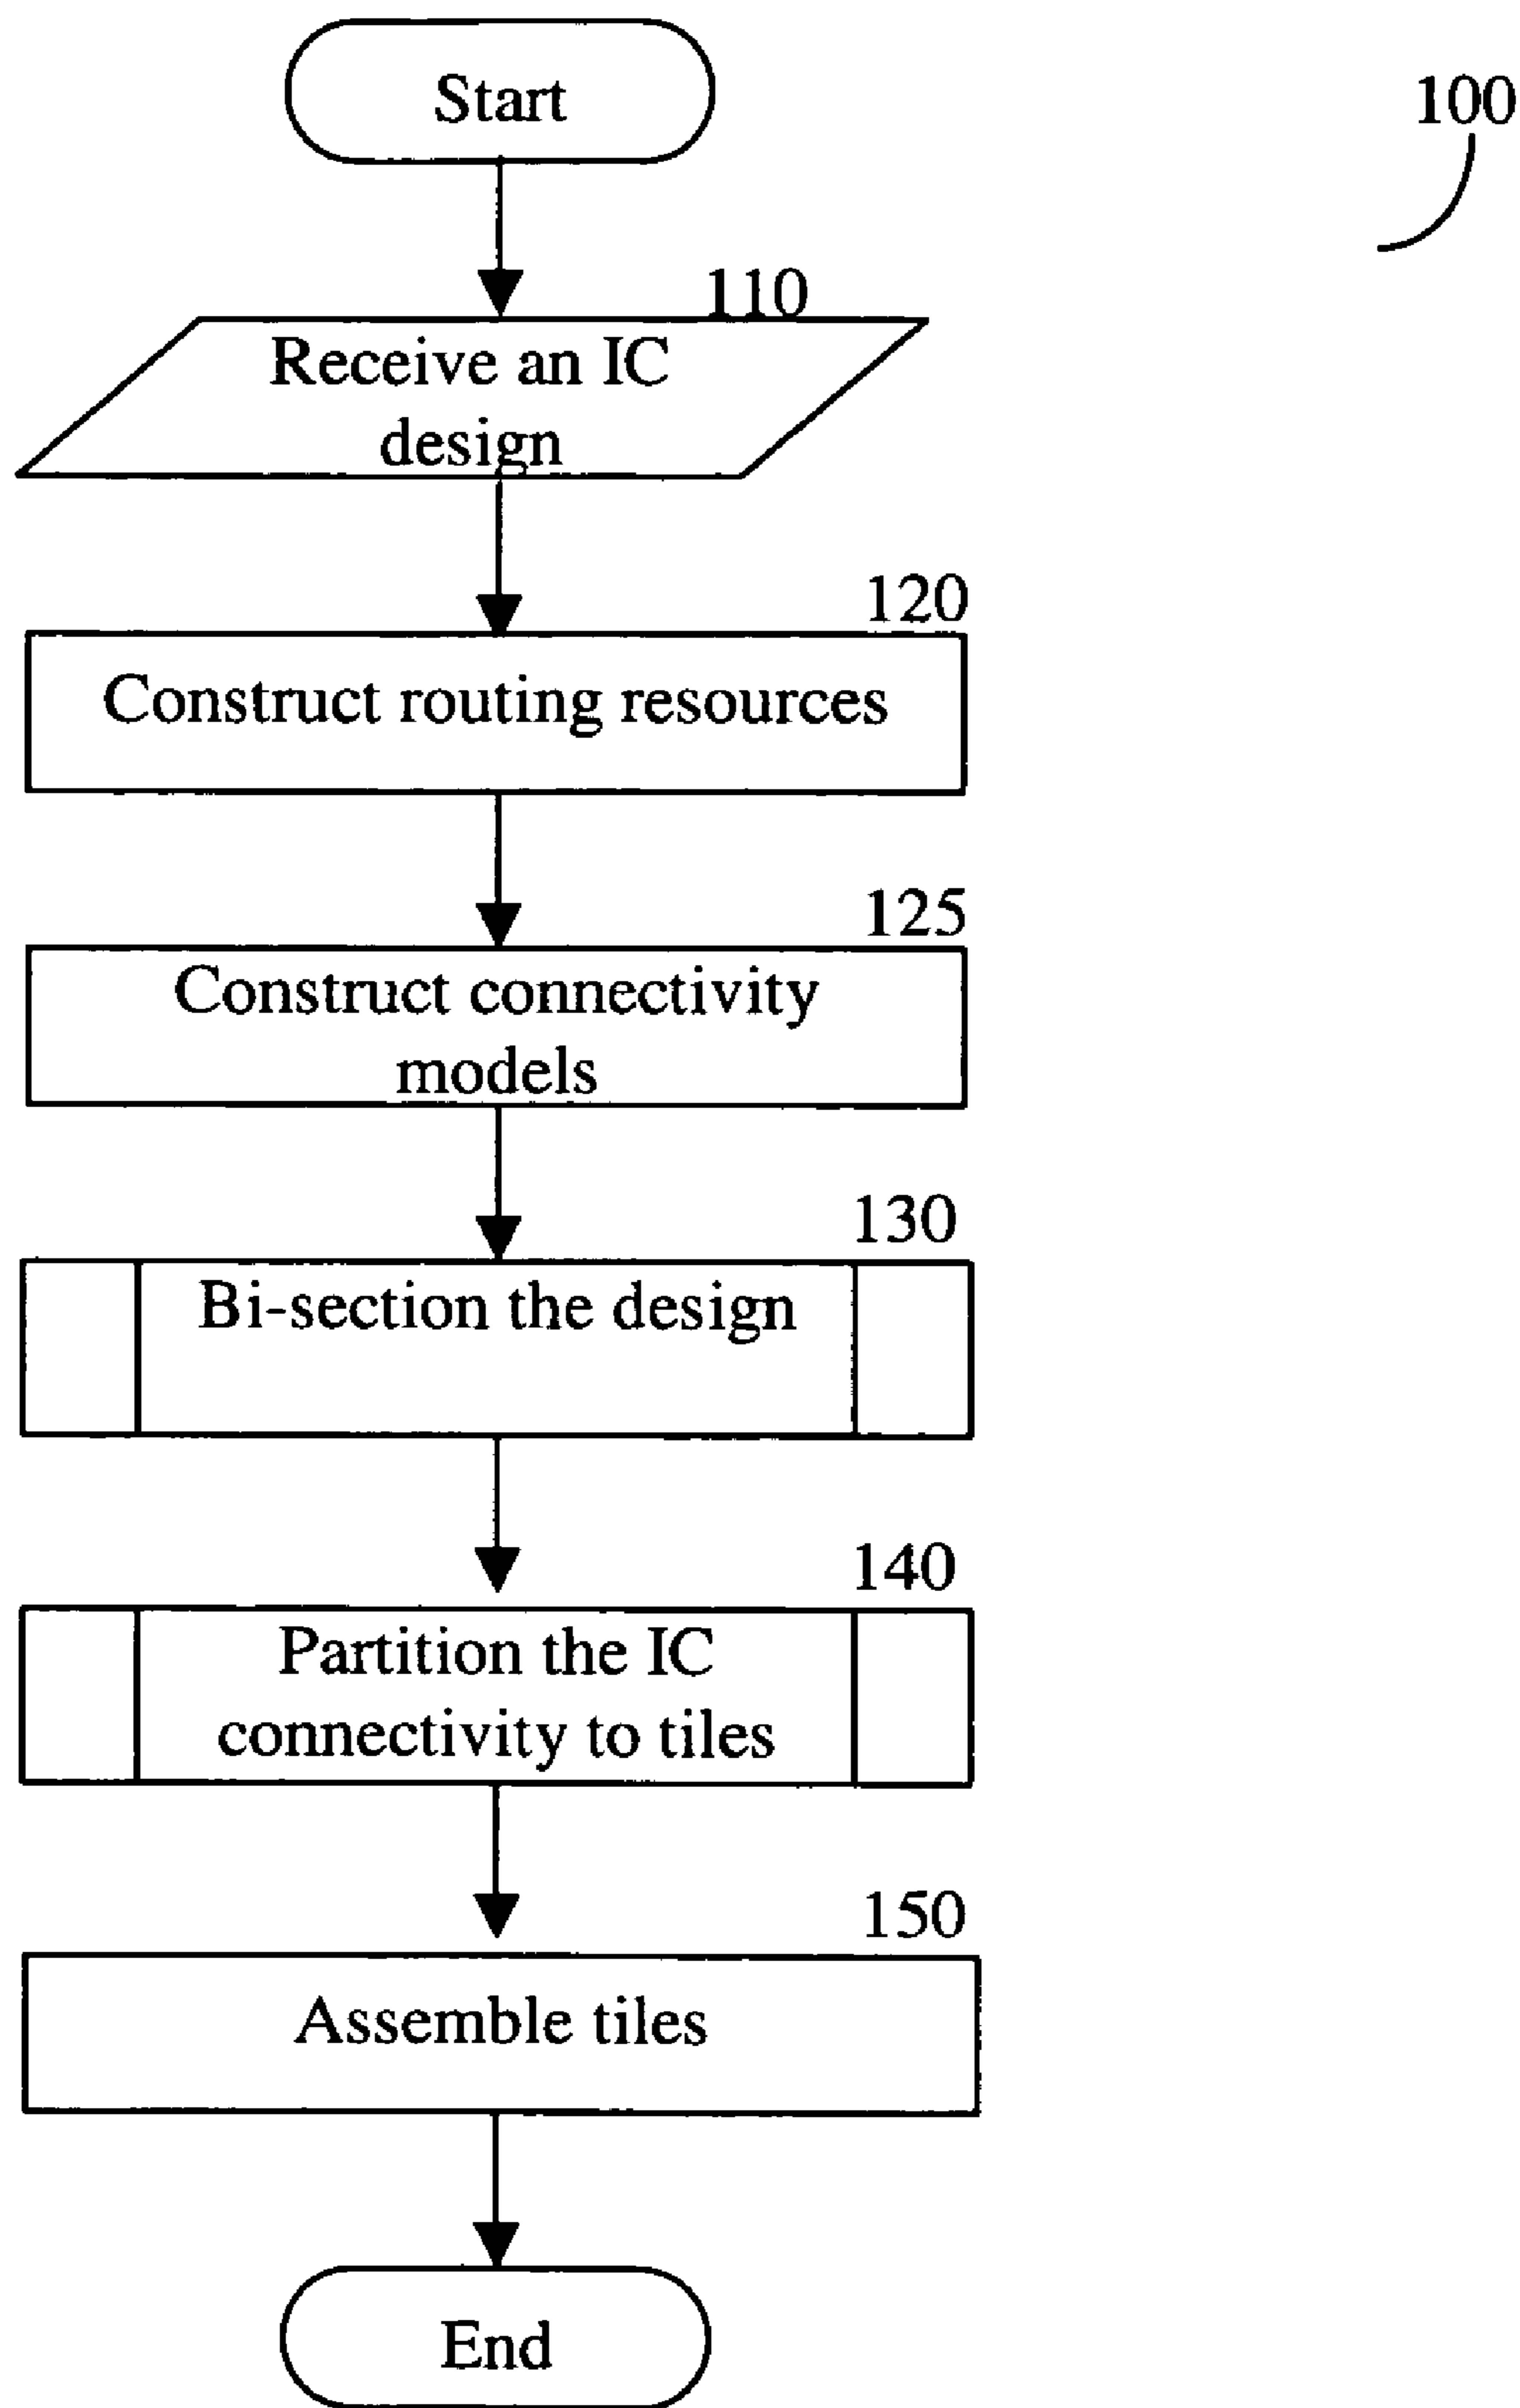 Start
100
110
Receive an IC
design
120
Construct routing resources
125
Construct connectivity
models
130
Bi-section the design
140
Partition the IC
connectivity to tiles
150
Assemble tiles
End